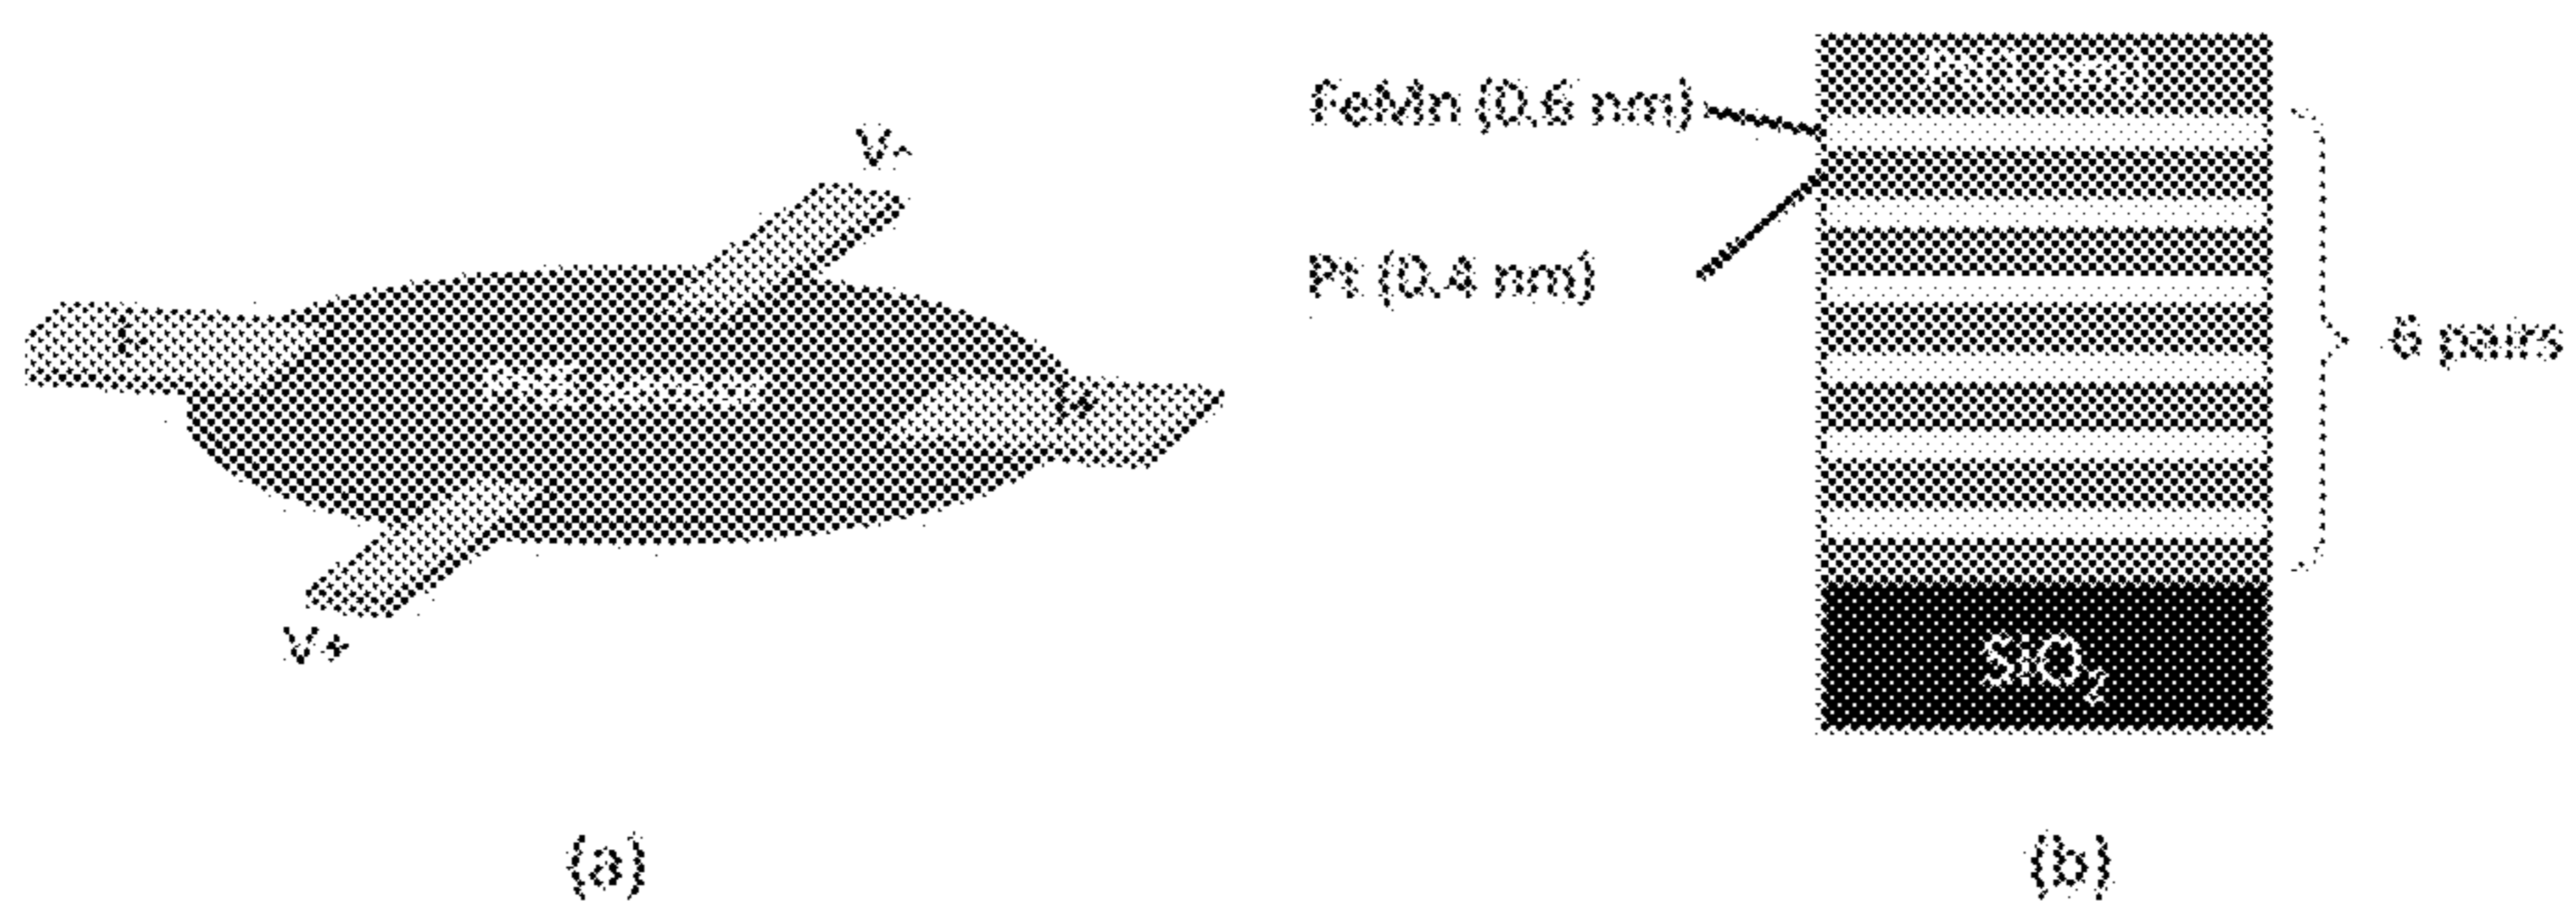 V-
V+
(a)
FeMn (0.6 nm)
Pt (0.4 nm)
6 pairs
SiO₂
(b)